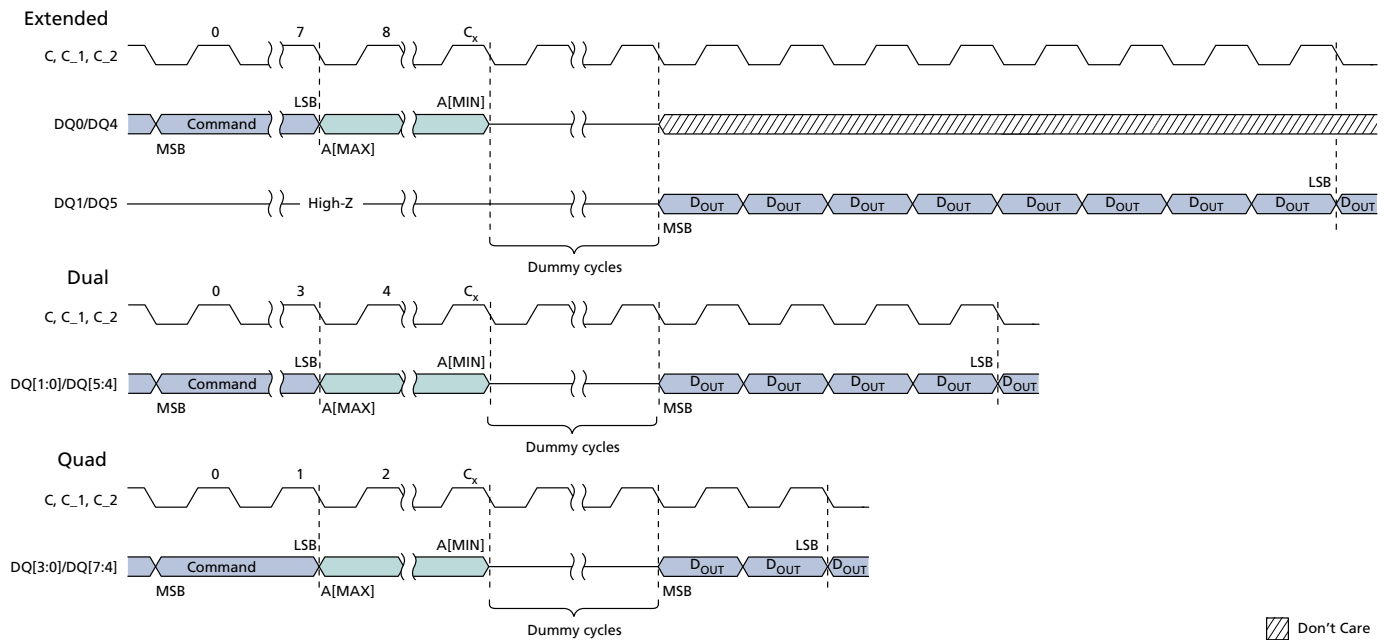 Extended
0 7 8 Cx
C, C_1, C_2
LSB A[MIN]
DQ0/DQ4 Command
MSB A[MAX]
LSB
DQ1/DQ5 High-Z DOUT DOUT DOUT DOUT DOUT DOUT DOUT DOUT DOUT
MSB
Dummy cycles
Dual
0 3 4 Cx
C, C_1, C_2
LSB A[MIN] LSB
DQ[1:0]/DQ[5:4] Command DOUT DOUT DOUT DOUT DOUT
MSB A[MAX] MSB
Dummy cycles
Quad
0 1 2 Cx
C, C_1, C_2
LSB A[MIN] LSB
DQ[3:0]/DQ[7:4] Command DOUT DOUT DOUT
MSB A[MAX] MSB
Dummy cycles
Don't Care